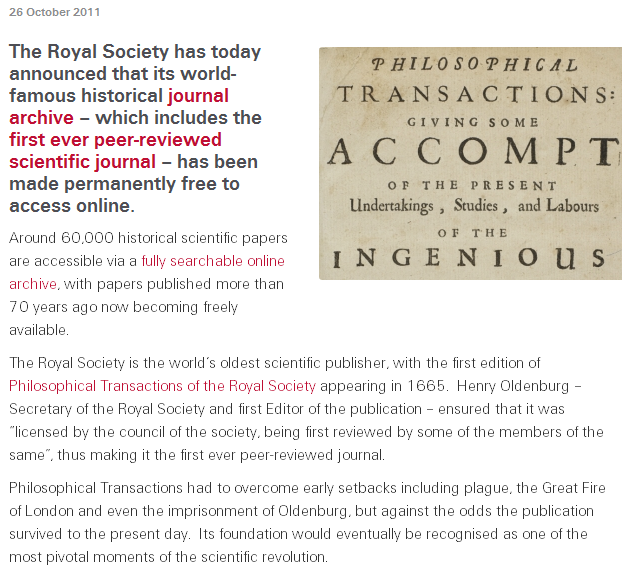 26 October 2011
The Royal Society has today
announced that its world-
famous historical journal
archive – which includes the
first ever peer-reviewed
scientific journal – has been
made permanently free to
access online.
PHILOSOPHICAL
TRANSACTIONS:
GIVING SOME
ACCOMPT
OF THE PRESENT
Undertakings, Studies, and Labours
OF THE
INGENIOUS
Around 60,000 historical scientific papers
are accessible via a fully searchable online
archive, with papers published more than
70 years ago now becoming freely
available.
The Royal Society is the world's oldest scientific publisher, with the first edition of
Philosophical Transactions of the Royal Society appearing in 1665. Henry Oldenburg –
Secretary of the Royal Society and first Editor of the publication – ensured that it was
"licensed by the council of the society, being first reviewed by some of the members of the
same", thus making it the first ever peer-reviewed journal.
Philosophical Transactions had to overcome early setbacks including plague, the Great Fire
of London and even the imprisonment of Oldenburg, but against the odds the publication
survived to the present day. Its foundation would eventually be recognised as one of the
most pivotal moments of the scientific revolution.